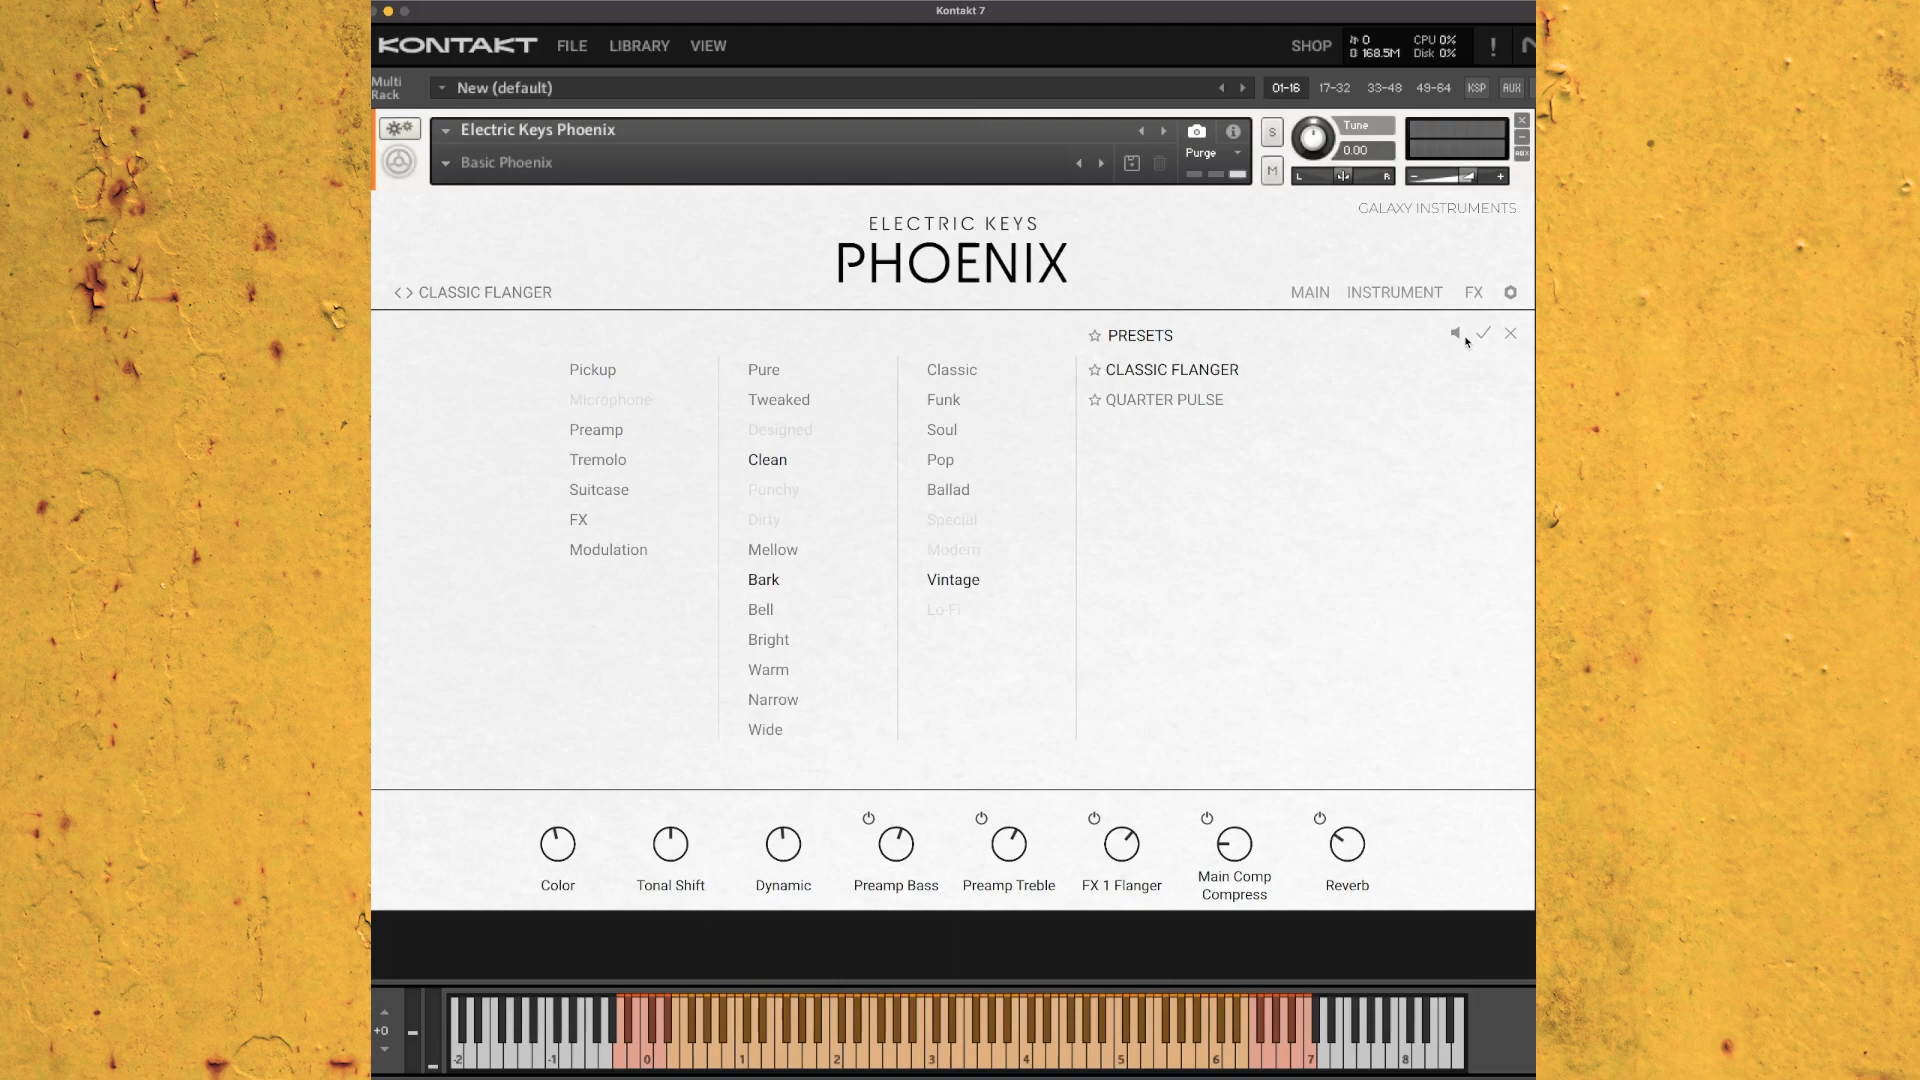 Kontakt 7
KONTAKT FILE LIBRARY VIEW SHOP 0 168.5M CPU 0% Disk 0% !
Multi Rack New (default) 01-16 17-32 33-48 49-64 KSP AUX
Electric Keys Phoenix S Tune
Basic Phoenix Purge M 0.00 L R - + AUX
GALAXY INSTRUMENTS
ELECTRIC KEYS
PHOENIX
< > CLASSIC FLANGER MAIN INSTRUMENT FX
PRESETS
Pickup Pure Classic CLASSIC FLANGER
Microphone Tweaked Funk QUARTER PULSE
Preamp Designed Soul
Tremolo Clean Pop
Suitcase Punchy Ballad
FX Dirty Special
Modulation Mellow Modern
Bark Vintage
Bell Lo-Fi
Bright
Warm
Narrow
Wide
Color Tonal Shift Dynamic Preamp Bass Preamp Treble FX 1 Flanger Main Comp Compress Reverb
+0
-2 -1 0 1 2 3 4 5 6 7 8